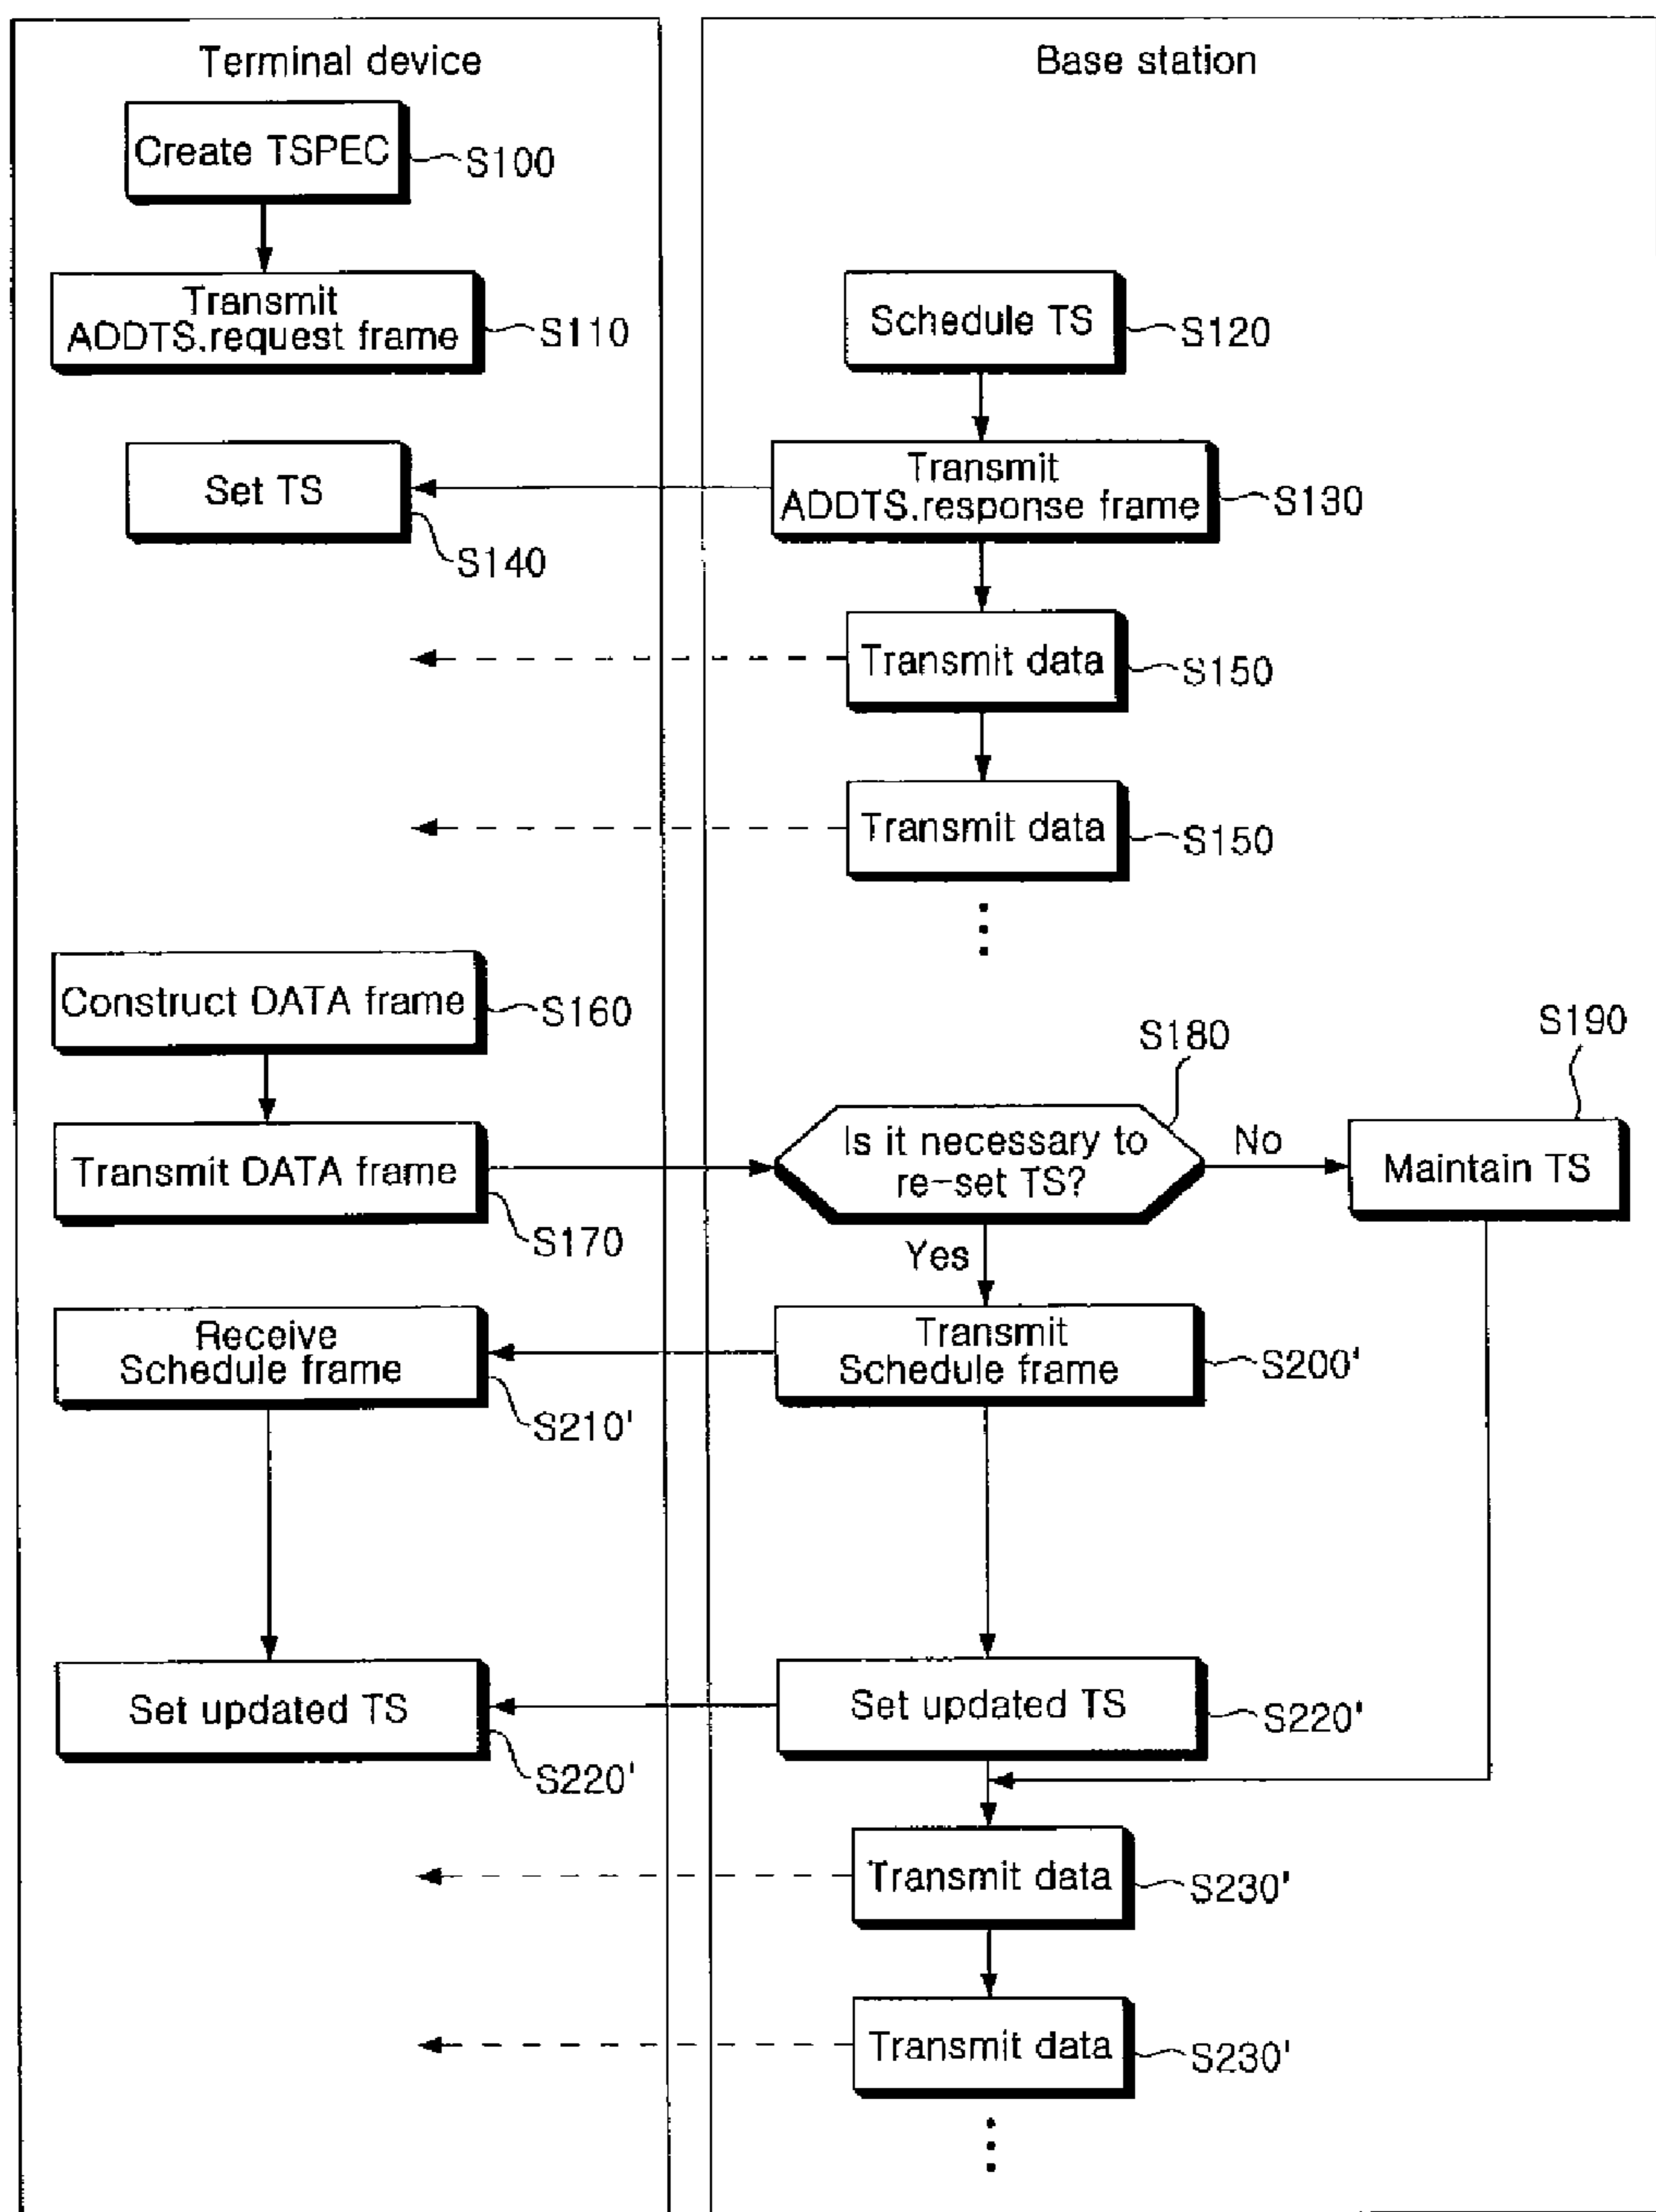 Terminal device
Base station
Create TSPEC
S100
Transmit
ADDTS.request frame
S110
Schedule TS
S120
Set TS
S140
Transmit
ADDTS.response frame
S130
Transmit data
S150
Transmit data
S150
Construct DATA frame
S160
S180
S190
Transmit DATA frame
S170
Is it necessary to
re-set TS?
No
Maintain TS
Yes
Receive
Schedule frame
S210'
Transmit
Schedule frame
S200'
Set updated TS
S220'
Set updated TS
S220'
Transmit data
S230'
Transmit data
S230'